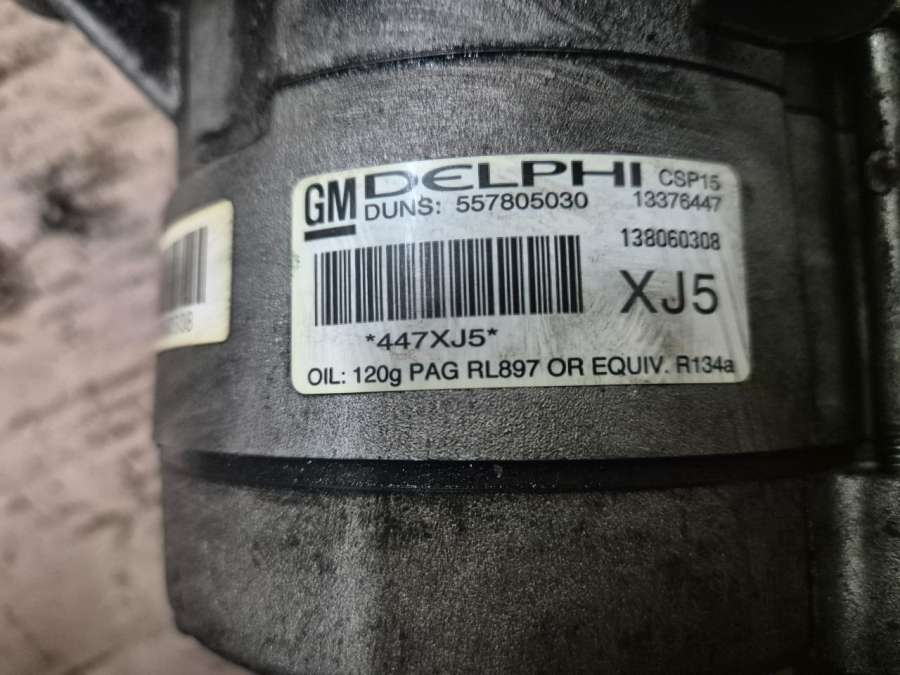 GM DELPHI CSP15
DUNS: 557805030 13376447
138060308
XJ5
*447XJ5*
OIL: 120g PAG RL897 OR EQUIV. R134a